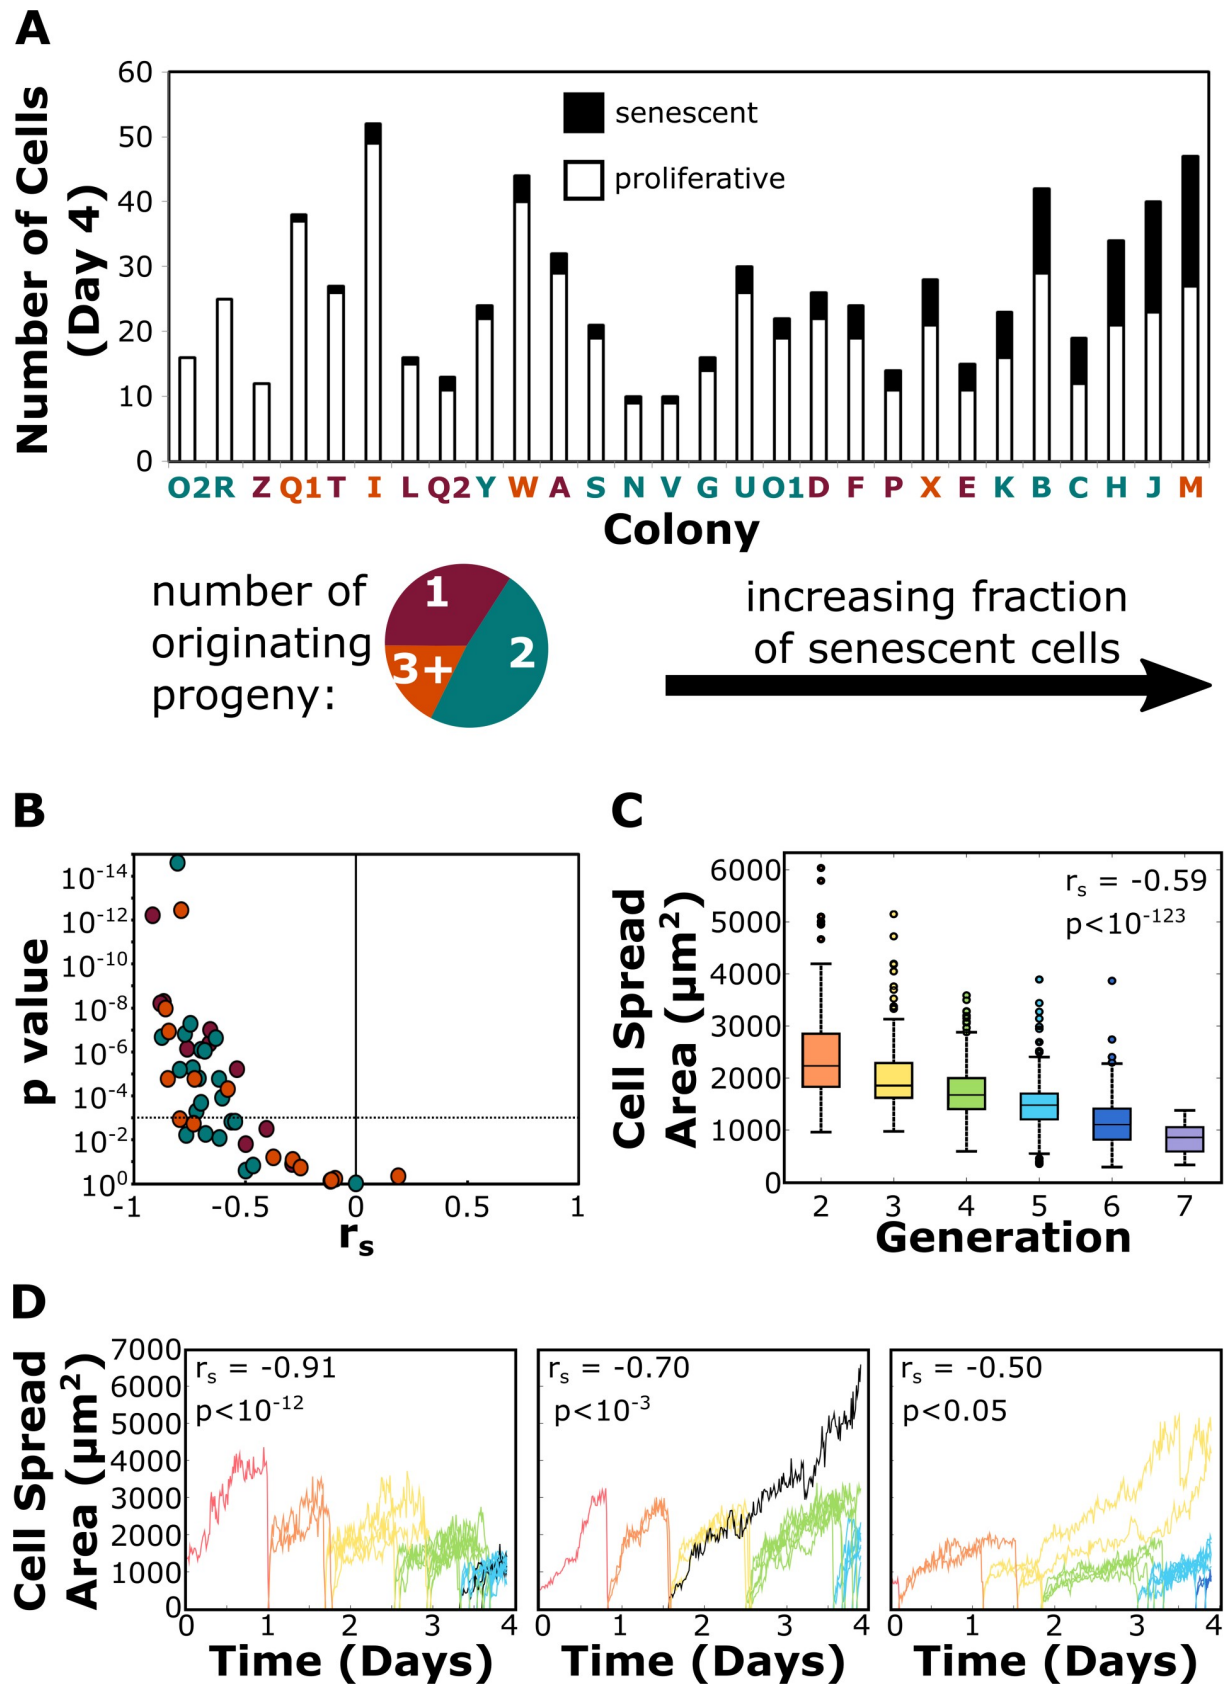 A
Number of Cells
(Day 4)
60
50
40
30
20
10
0
senescent
proliferative
O2 R Z Q1 T I L Q2 Y W A S N V G U O1 D F P X E K B C H J M
Colony
number of
originating
progeny:
1
2
3+
increasing fraction
of senescent cells
B
p value
10⁻¹⁴
10⁻¹²
10⁻¹⁰
10⁻⁸
10⁻⁶
10⁻⁴
10⁻²
10⁰
-1 -0.5 0 0.5 1
rₛ
C
Cell Spread
Area (μm²)
6000
5000
4000
3000
2000
1000
0
rₛ = -0.59
p<10⁻¹²³
2 3 4 5 6 7
Generation
D
Cell Spread
Area (μm²)
7000
6000
5000
4000
3000
2000
1000
0
rₛ = -0.91
p<10⁻¹²
0 1 2 3 4
Time (Days)
rₛ = -0.70
p<10⁻³
0 1 2 3 4
Time (Days)
rₛ = -0.50
p<0.05
0 1 2 3 4
Time (Days)